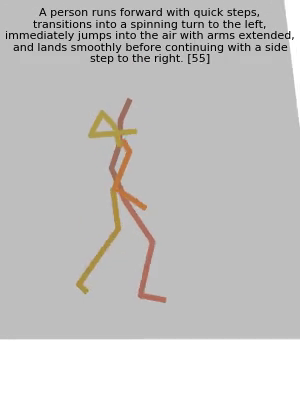 A person runs forward with quick steps,
transitions into a spinning turn to the left,
immediately jumps into the air with arms extended,
and lands smoothly before continuing with a side
step to the right. [55]